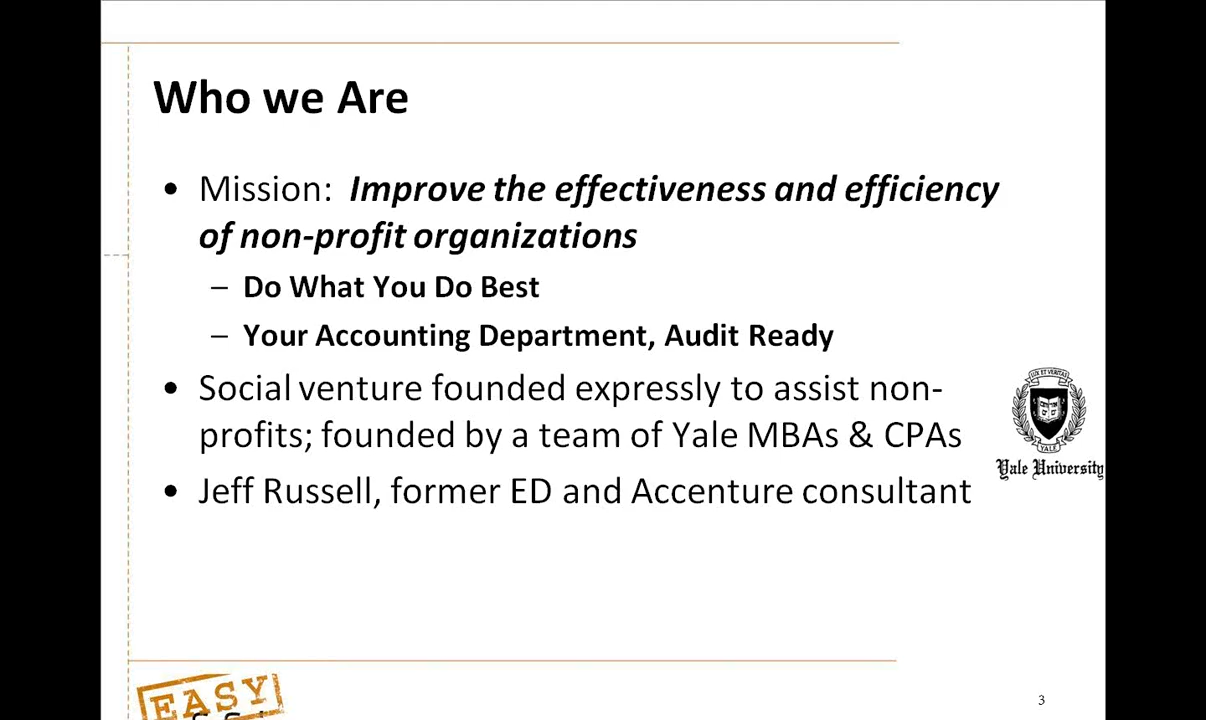 Who we Are
• Mission: Improve the effectiveness and efficiency
of non-profit organizations
– Do What You Do Best
– Your Accounting Department, Audit Ready
• Social venture founded expressly to assist non-
profits; founded by a team of Yale MBAs & CPAs
• Jeff Russell, former ED and Accenture consultant
LUX ET VERITAS
YALE
Yale University
EASY
3